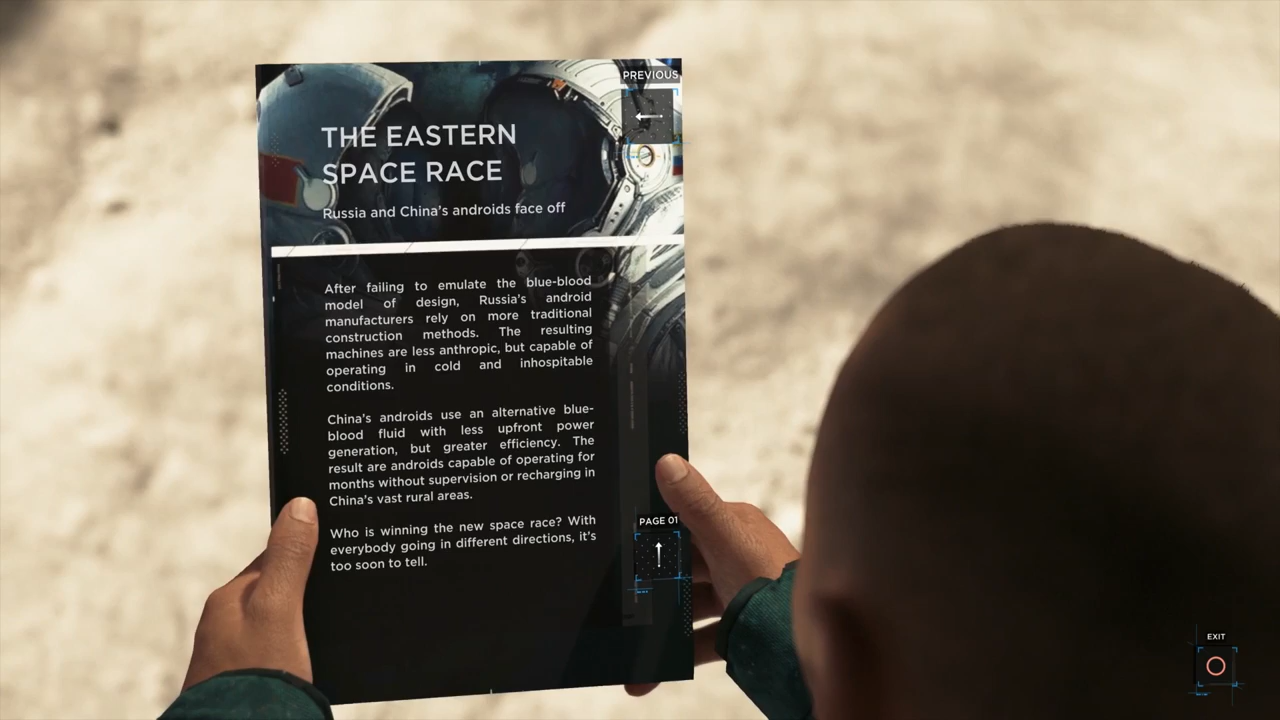 PREVIOUS
THE EASTERN
SPACE RACE
Russia and China's androids face off
After failing to emulate the blue-blood
model of design, Russia's android
manufacturers rely on more traditional
construction methods. The resulting
machines are less anthropic, but capable of
operating in cold and inhospitable
conditions.
China's androids use an alternative blue-
blood fluid with less upfront power
generation, but greater efficiency. The
result are androids capable of operating for
months without supervision or recharging in
China's vast rural areas.
Who is winning the new space race? With
everybody going in different directions, it's
too soon to tell.
PAGE 01
EXIT